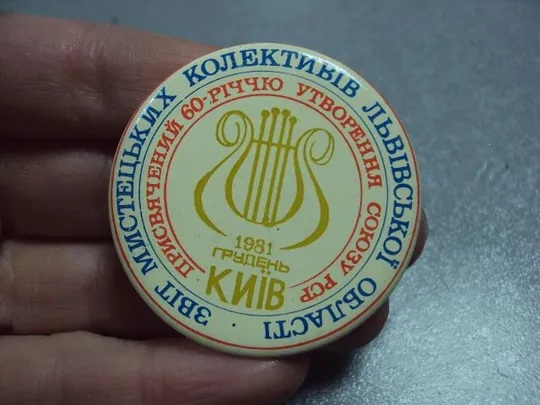 ЗВІТ МИСТЕЦЬКИХ КОЛЕКТИВІВ ЛЬВІВСЬКОЇ ОБЛАСТІ
ПРИСВЯЧЕНИЙ 60-РІЧЧЮ УТВОРЕННЯ СОЮЗУ РСР
1981
ГРУДЕНЬ
КИЇВ